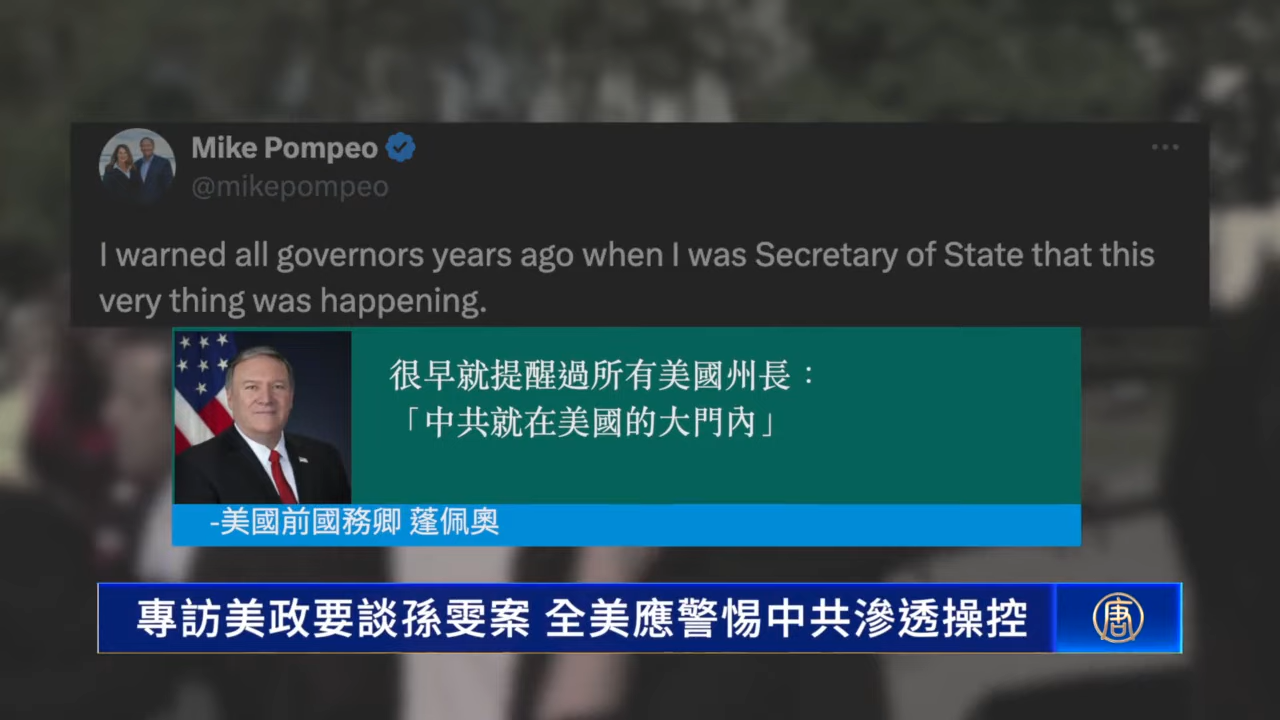 Mike Pompeo
@mikepompeo
I warned all governors years ago when I was Secretary of State that this
very thing was happening.
很早就提醒過所有美國州長：
「中共就在美國的大門內」
-美國前國務卿 蓬佩奧
專訪美政要談孫雯案 全美應警惕中共滲透操控
唐